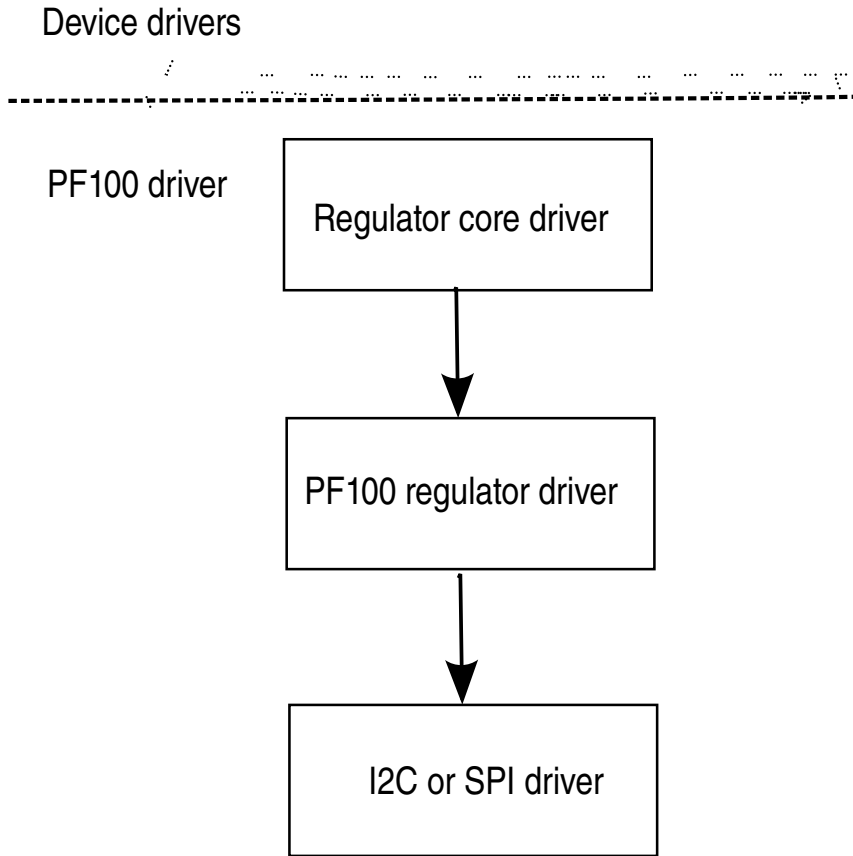 Device drivers
PF100 driver
Regulator core driver
PF100 regulator driver
I2C or SPI driver